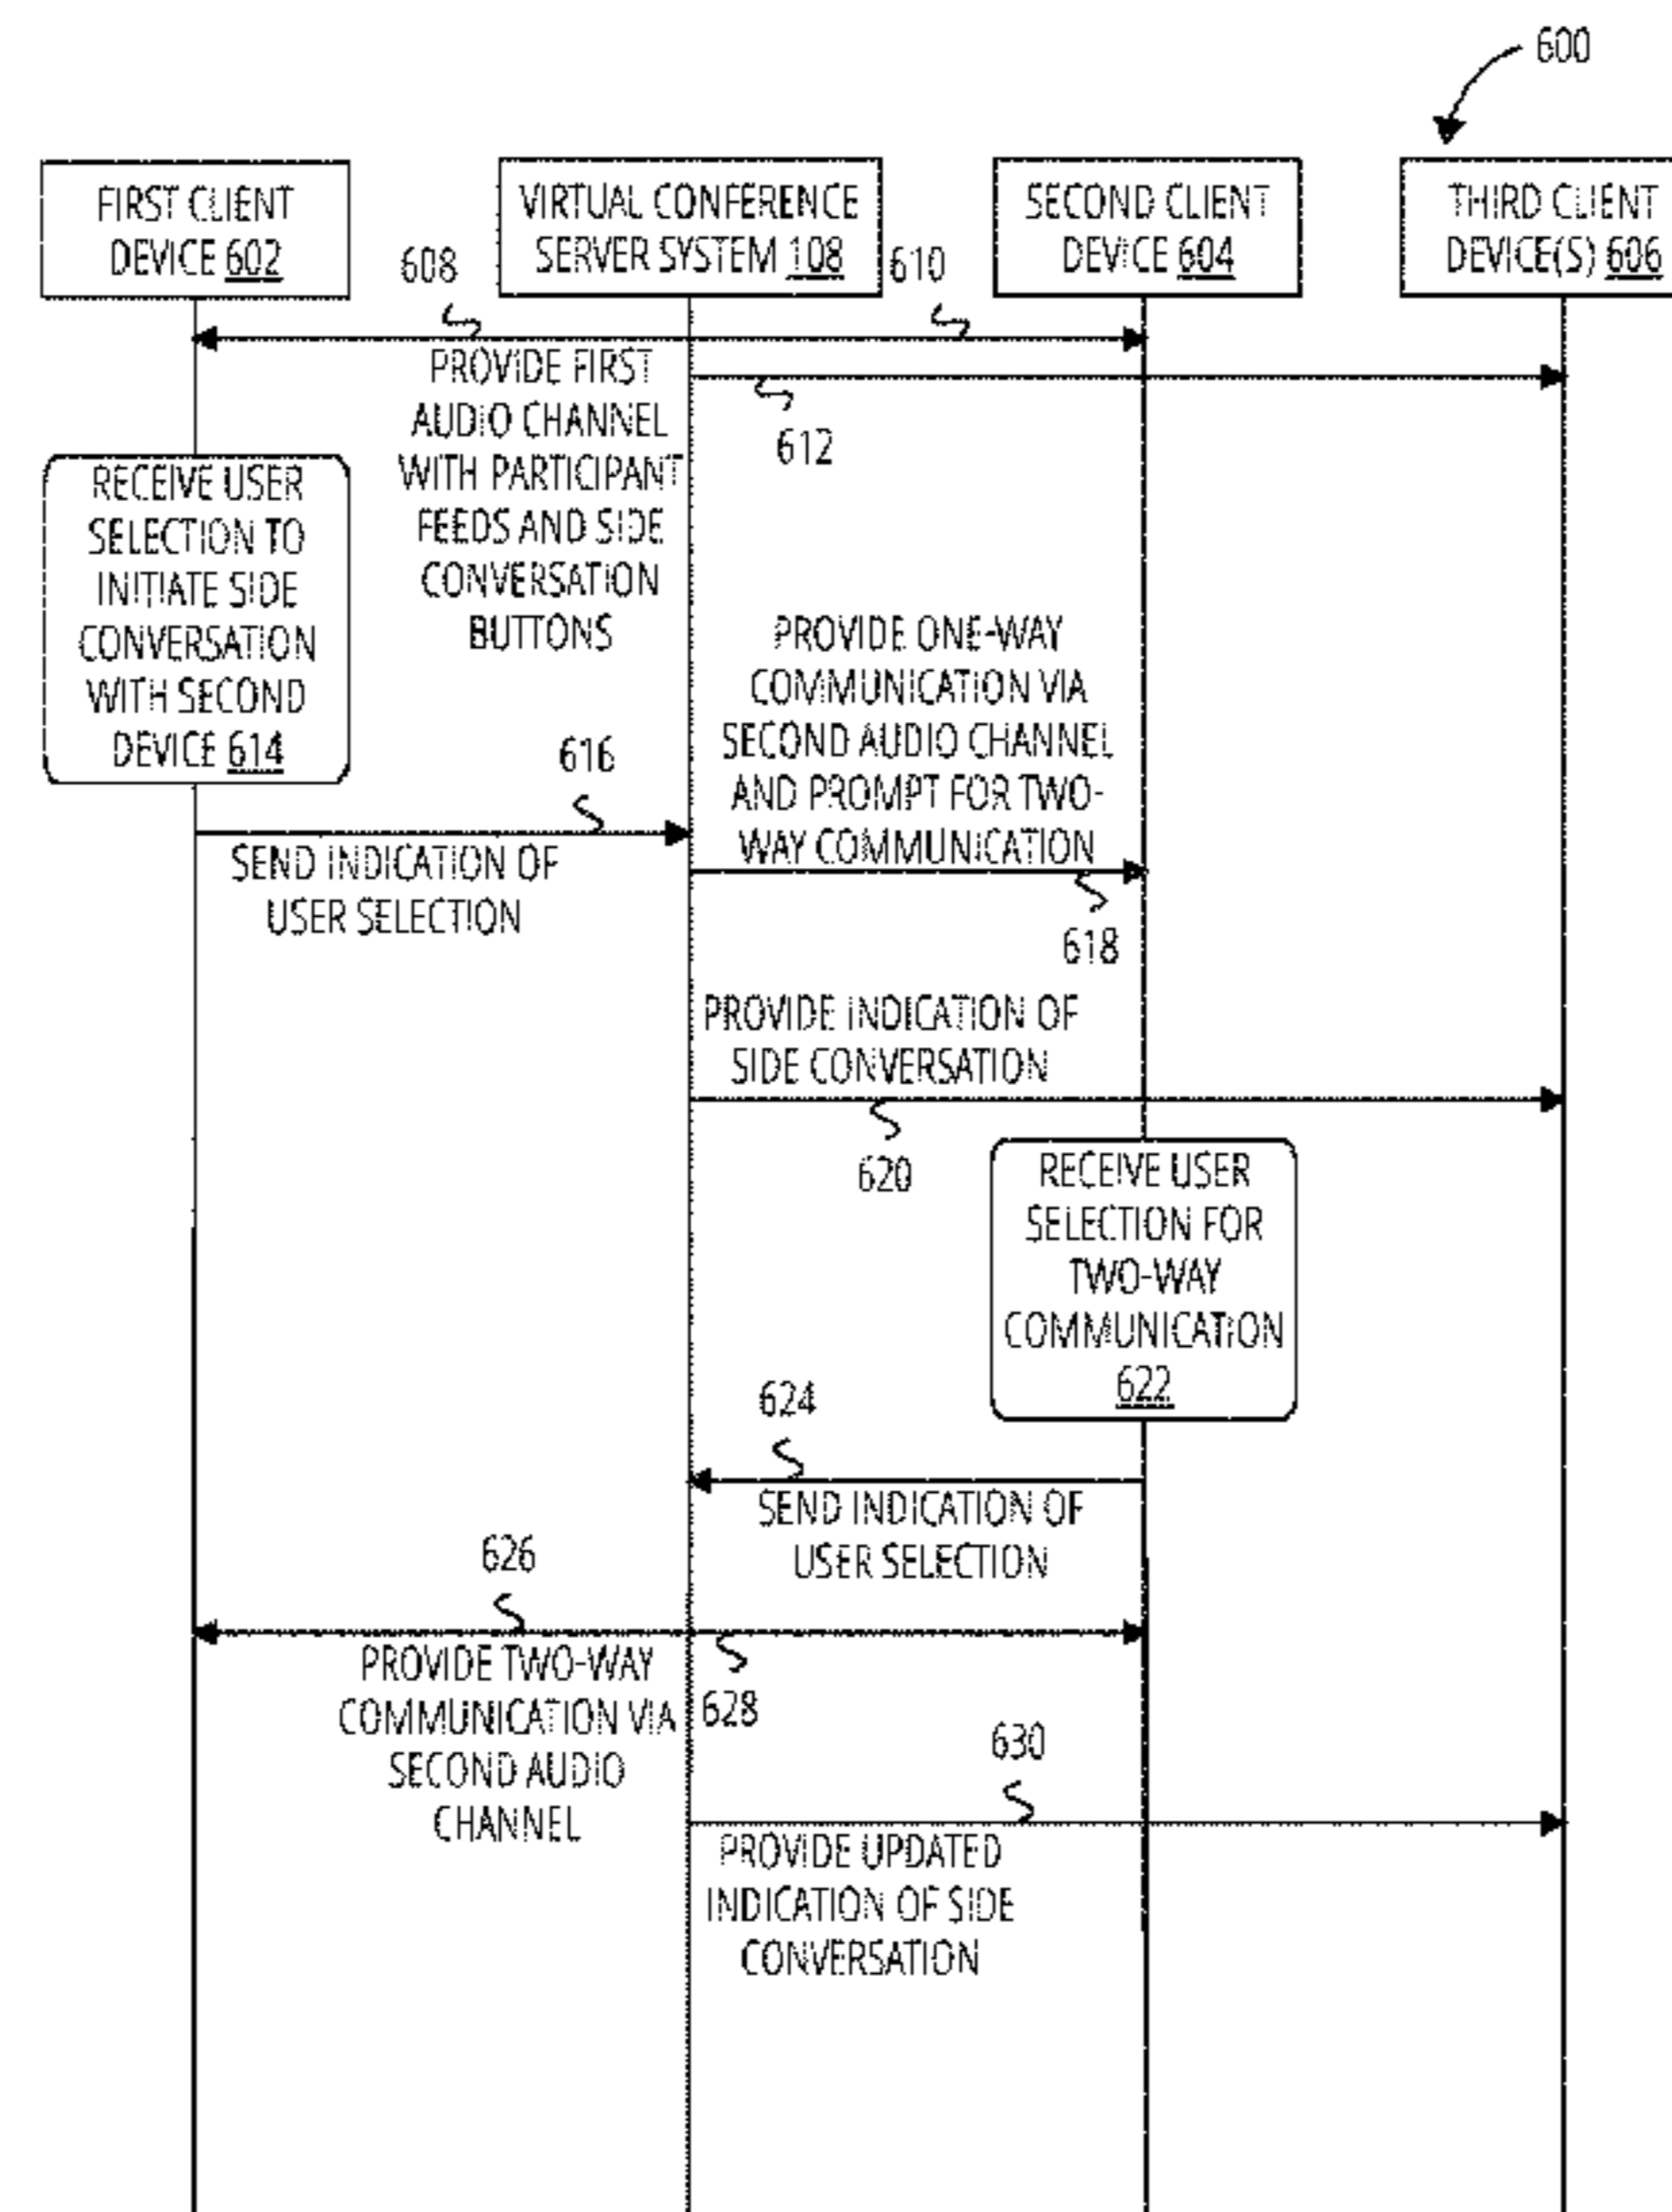 600
FIRST CLIENT
DEVICE 602
VIRTUAL CONFERENCE
SERVER SYSTEM 108
SECOND CLIENT
DEVICE 604
THIRD CLIENT
DEVICE(S) 606
608
610
PROVIDE FIRST
AUDIO CHANNEL
WITH PARTICIPANT
FEEDS AND SIDE
CONVERSATION
BUTTONS
612
RECEIVE USER
SELECTION TO
INITIATE SIDE
CONVERSATION
WITH SECOND
DEVICE 614
616
SEND INDICATION OF
USER SELECTION
PROVIDE ONE-WAY
COMMUNICATION VIA
SECOND AUDIO CHANNEL
AND PROMPT FOR TWO-
WAY COMMUNICATION
618
PROVIDE INDICATION OF
SIDE CONVERSATION
620
RECEIVE USER
SELECTION FOR
TWO-WAY
COMMUNICATION
622
624
SEND INDICATION OF
USER SELECTION
626
PROVIDE TWO-WAY
COMMUNICATION VIA
SECOND AUDIO
CHANNEL
628
630
PROVIDE UPDATED
INDICATION OF SIDE
CONVERSATION